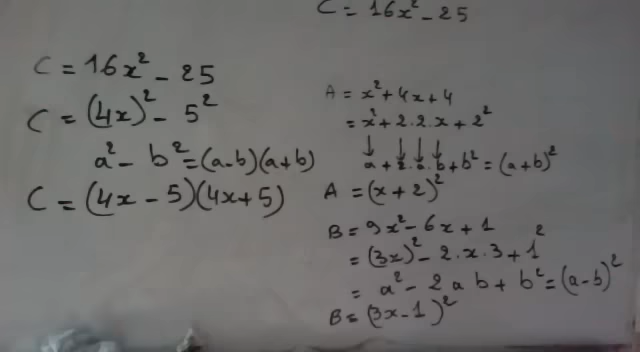 C = 16x² - 25
C = 16x² - 25
C = (4x)² - 5²
a² - b² = (a-b)(a+b)
C = (4x - 5)(4x+5)
A = x² + 4x + 4
= x² + 2.2.x + 2²
a + 2.a.b + b² = (a+b)²
A = (x+2)²
B = 9x² - 6x + 1
= (3x)² - 2.x.3 + 1²
= a² - 2ab + b² = (a-b)²
B = (3x-1)²